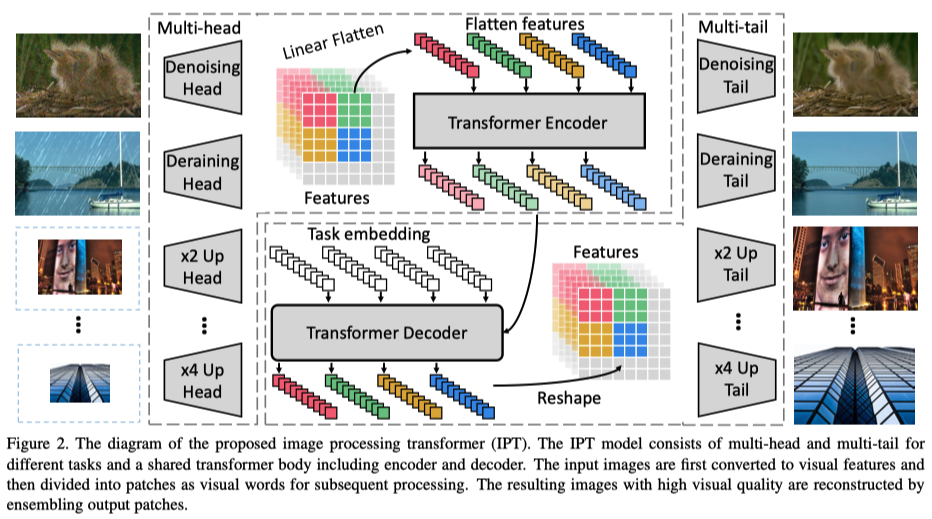 Multi-head
Denoising
Head
Deraining
Head
x2 Up
Head
x4 Up
Head
Linear Flatten
Features
Flatten features
Transformer Encoder
Task embedding
Transformer Decoder
Features
Reshape
Multi-tail
Denoising
Tail
Deraining
Tail
x2 Up
Tail
x4 Up
Tail
Figure 2. The diagram of the proposed image processing transformer (IPT). The IPT model consists of multi-head and multi-tail for
different tasks and a shared transformer body including encoder and decoder. The input images are first converted to visual features and
then divided into patches as visual words for subsequent processing. The resulting images with high visual quality are reconstructed by
ensembling output patches.